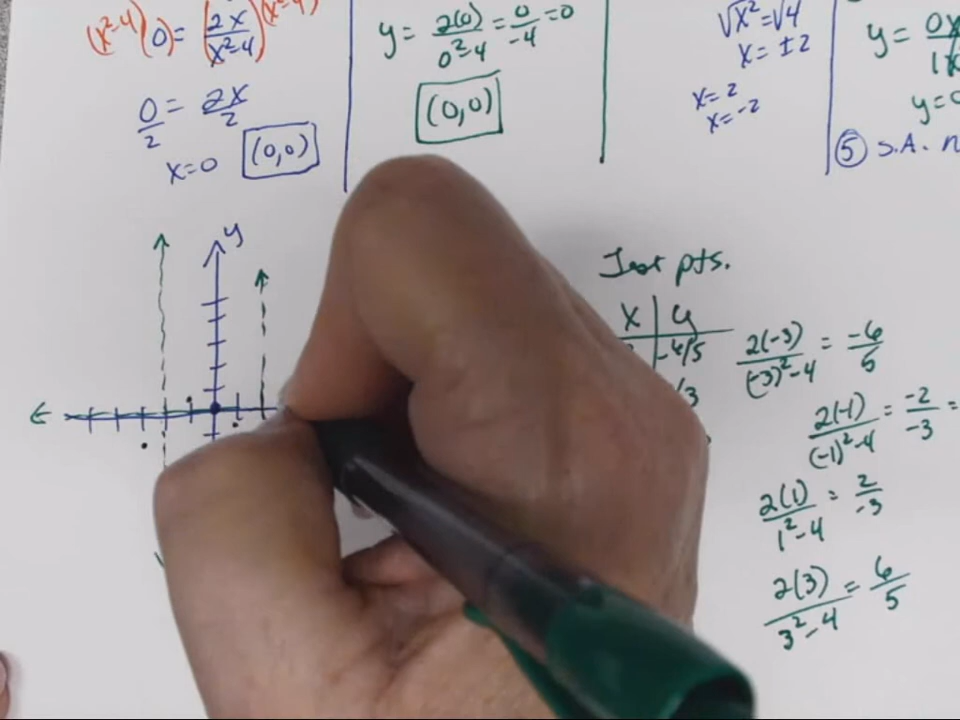 (x²-4)(0) = (2x/x²-4)(x²-4)
0/2 = 2x/2
x=0 (0,0)
y = 2(0)/0²-4 = 0/-4 = 0
(0,0)
√x² = √4
x = ±2
x = 2
x = -2
y = 0x
y=0
⑤ S.A.
y
Test pts.
x | y
-6/5
/3
2(-3)/(-3)²-4 = -6/5
2(-1)/(-1)²-4 = -2/-3 =
2(1)/1²-4 = 2/-3
2(3)/3²-4 = 6/5